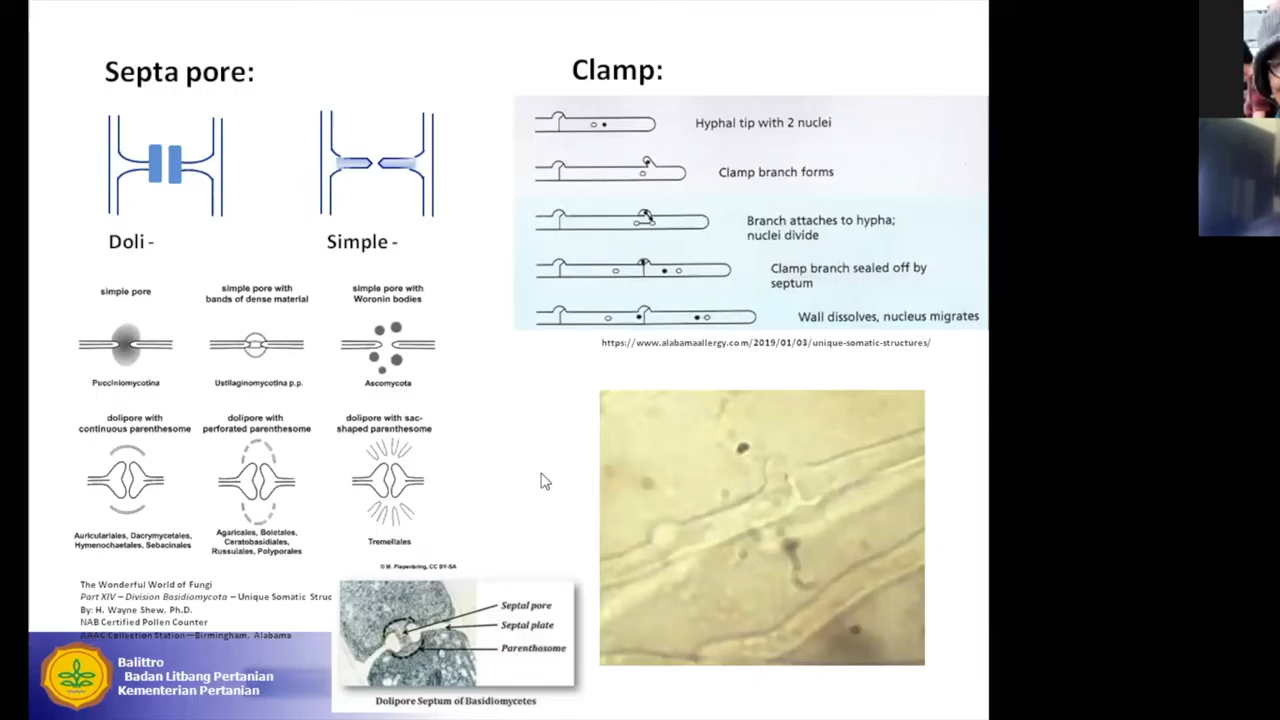 Septa pore:
Doli -
Simple -
simple pore
simple pore with
bands of dense material
simple pore with
Woronin bodies
Pucciniomycotina
Ustilaginomycotina p.p.
Ascomycota
dolipore with
continuous parenthesome
dolipore with
perforated parenthesome
dolipore with sac-
shaped parenthesome
Auriculariales, Dacrymycetales,
Hymenochaetales, Sebacinales
Agaricales, Boletales,
Ceratobasidiales,
Russulales, Polyporales
Tremellales
© M. Piepenbring, CC BY-SA
The Wonderful World of Fungi
Part XIV – Division Basidiomycota – Unique Somatic Struc
By: H. Wayne Shew, Ph.D.
NAB Certified Pollen Counter
AAAC Collection Station—Birmingham, Alabama
Balittro
Badan Litbang Pertanian
Kementerian Pertanian
Septal pore
Septal plate
Parenthosome
Dolipore Septum of Basidiomycetes
Clamp:
Hyphal tip with 2 nuclei
Clamp branch forms
Branch attaches to hypha;
nuclei divide
Clamp branch sealed off by
septum
Wall dissolves, nucleus migrates
https://www.alabamaallergy.com/2019/01/03/unique-somatic-structures/